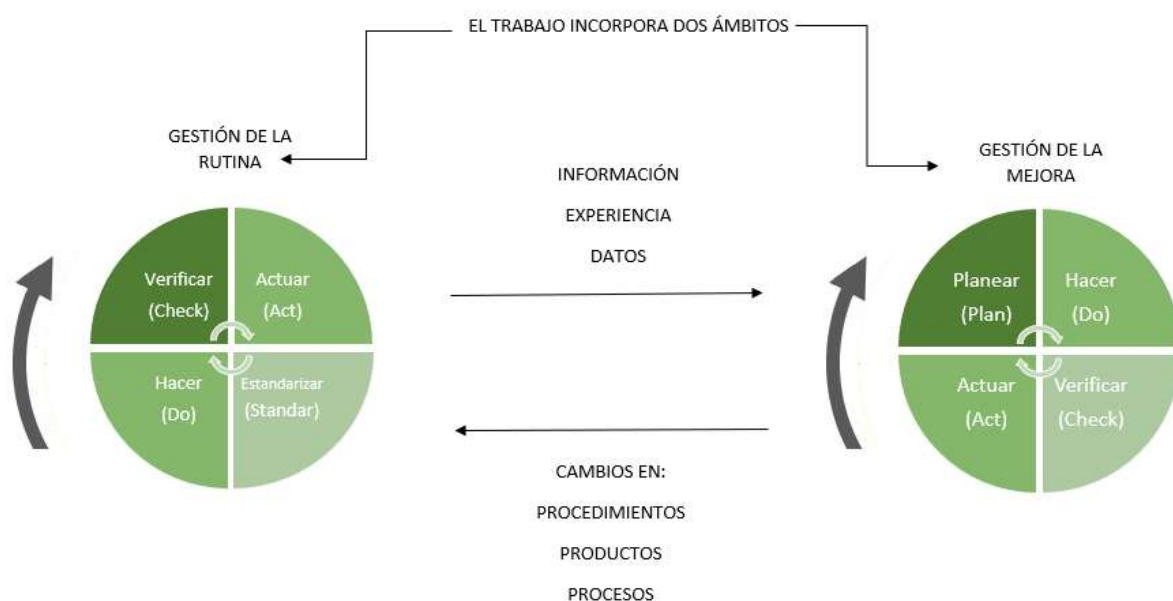 EL TRABAJO INCORPORA DOS ÁMBITOS
GESTIÓN DE LA
RUTINA
Verificar
(Check)
Actuar
(Act)
Hacer
(Do)
Estandarizar
(Standar)
INFORMACIÓN
EXPERIENCIA
DATOS
CAMBIOS EN:
PROCEDIMIENTOS
PRODUCTOS
PROCESOS
GESTIÓN DE LA
MEJORA
Planear
(Plan)
Hacer
(Do)
Actuar
(Act)
Verificar
(Check)